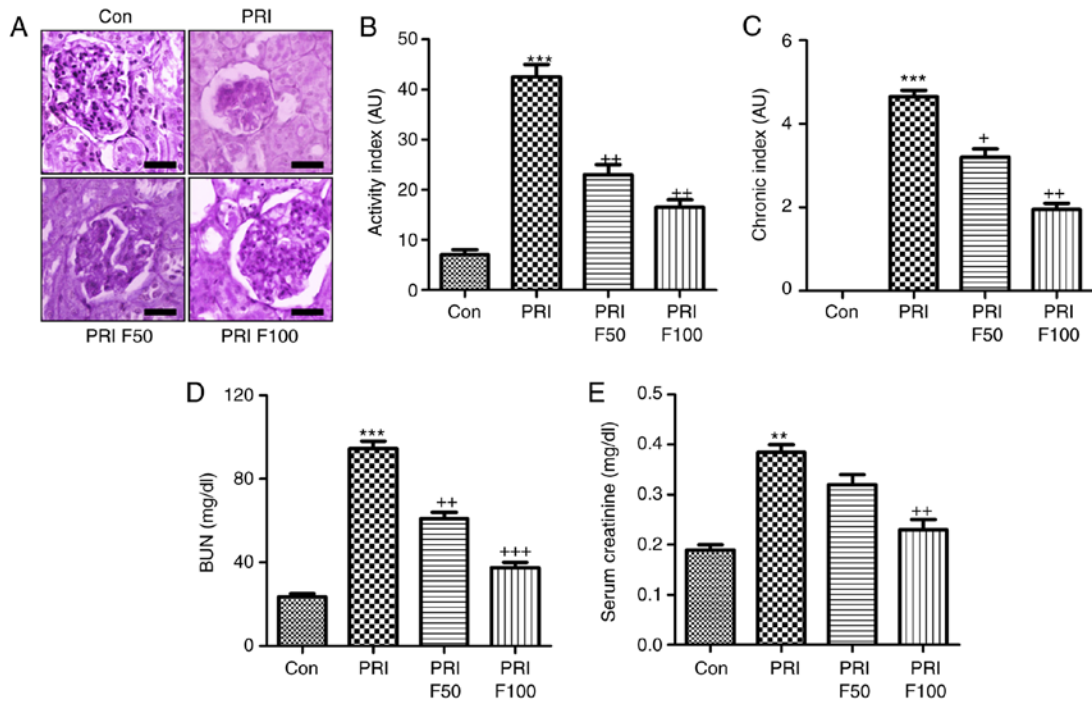 A
Con
PRI
PRI F50
PRI F100
B
Activity index (AU)
50
40
30
20
10
0
***
++
++
Con
PRI
PRI
F50
PRI
F100
C
Chronic index (AU)
6
4
2
0
***
+
++
Con
PRI
PRI
F50
PRI
F100
D
BUN (mg/dl)
120
80
40
0
***
++
+++
Con
PRI
PRI
F50
PRI
F100
E
Serum creatinine (mg/dl)
0.5
0.4
0.3
0.2
0.1
0.0
**
++
Con
PRI
PRI
F50
PRI
F100